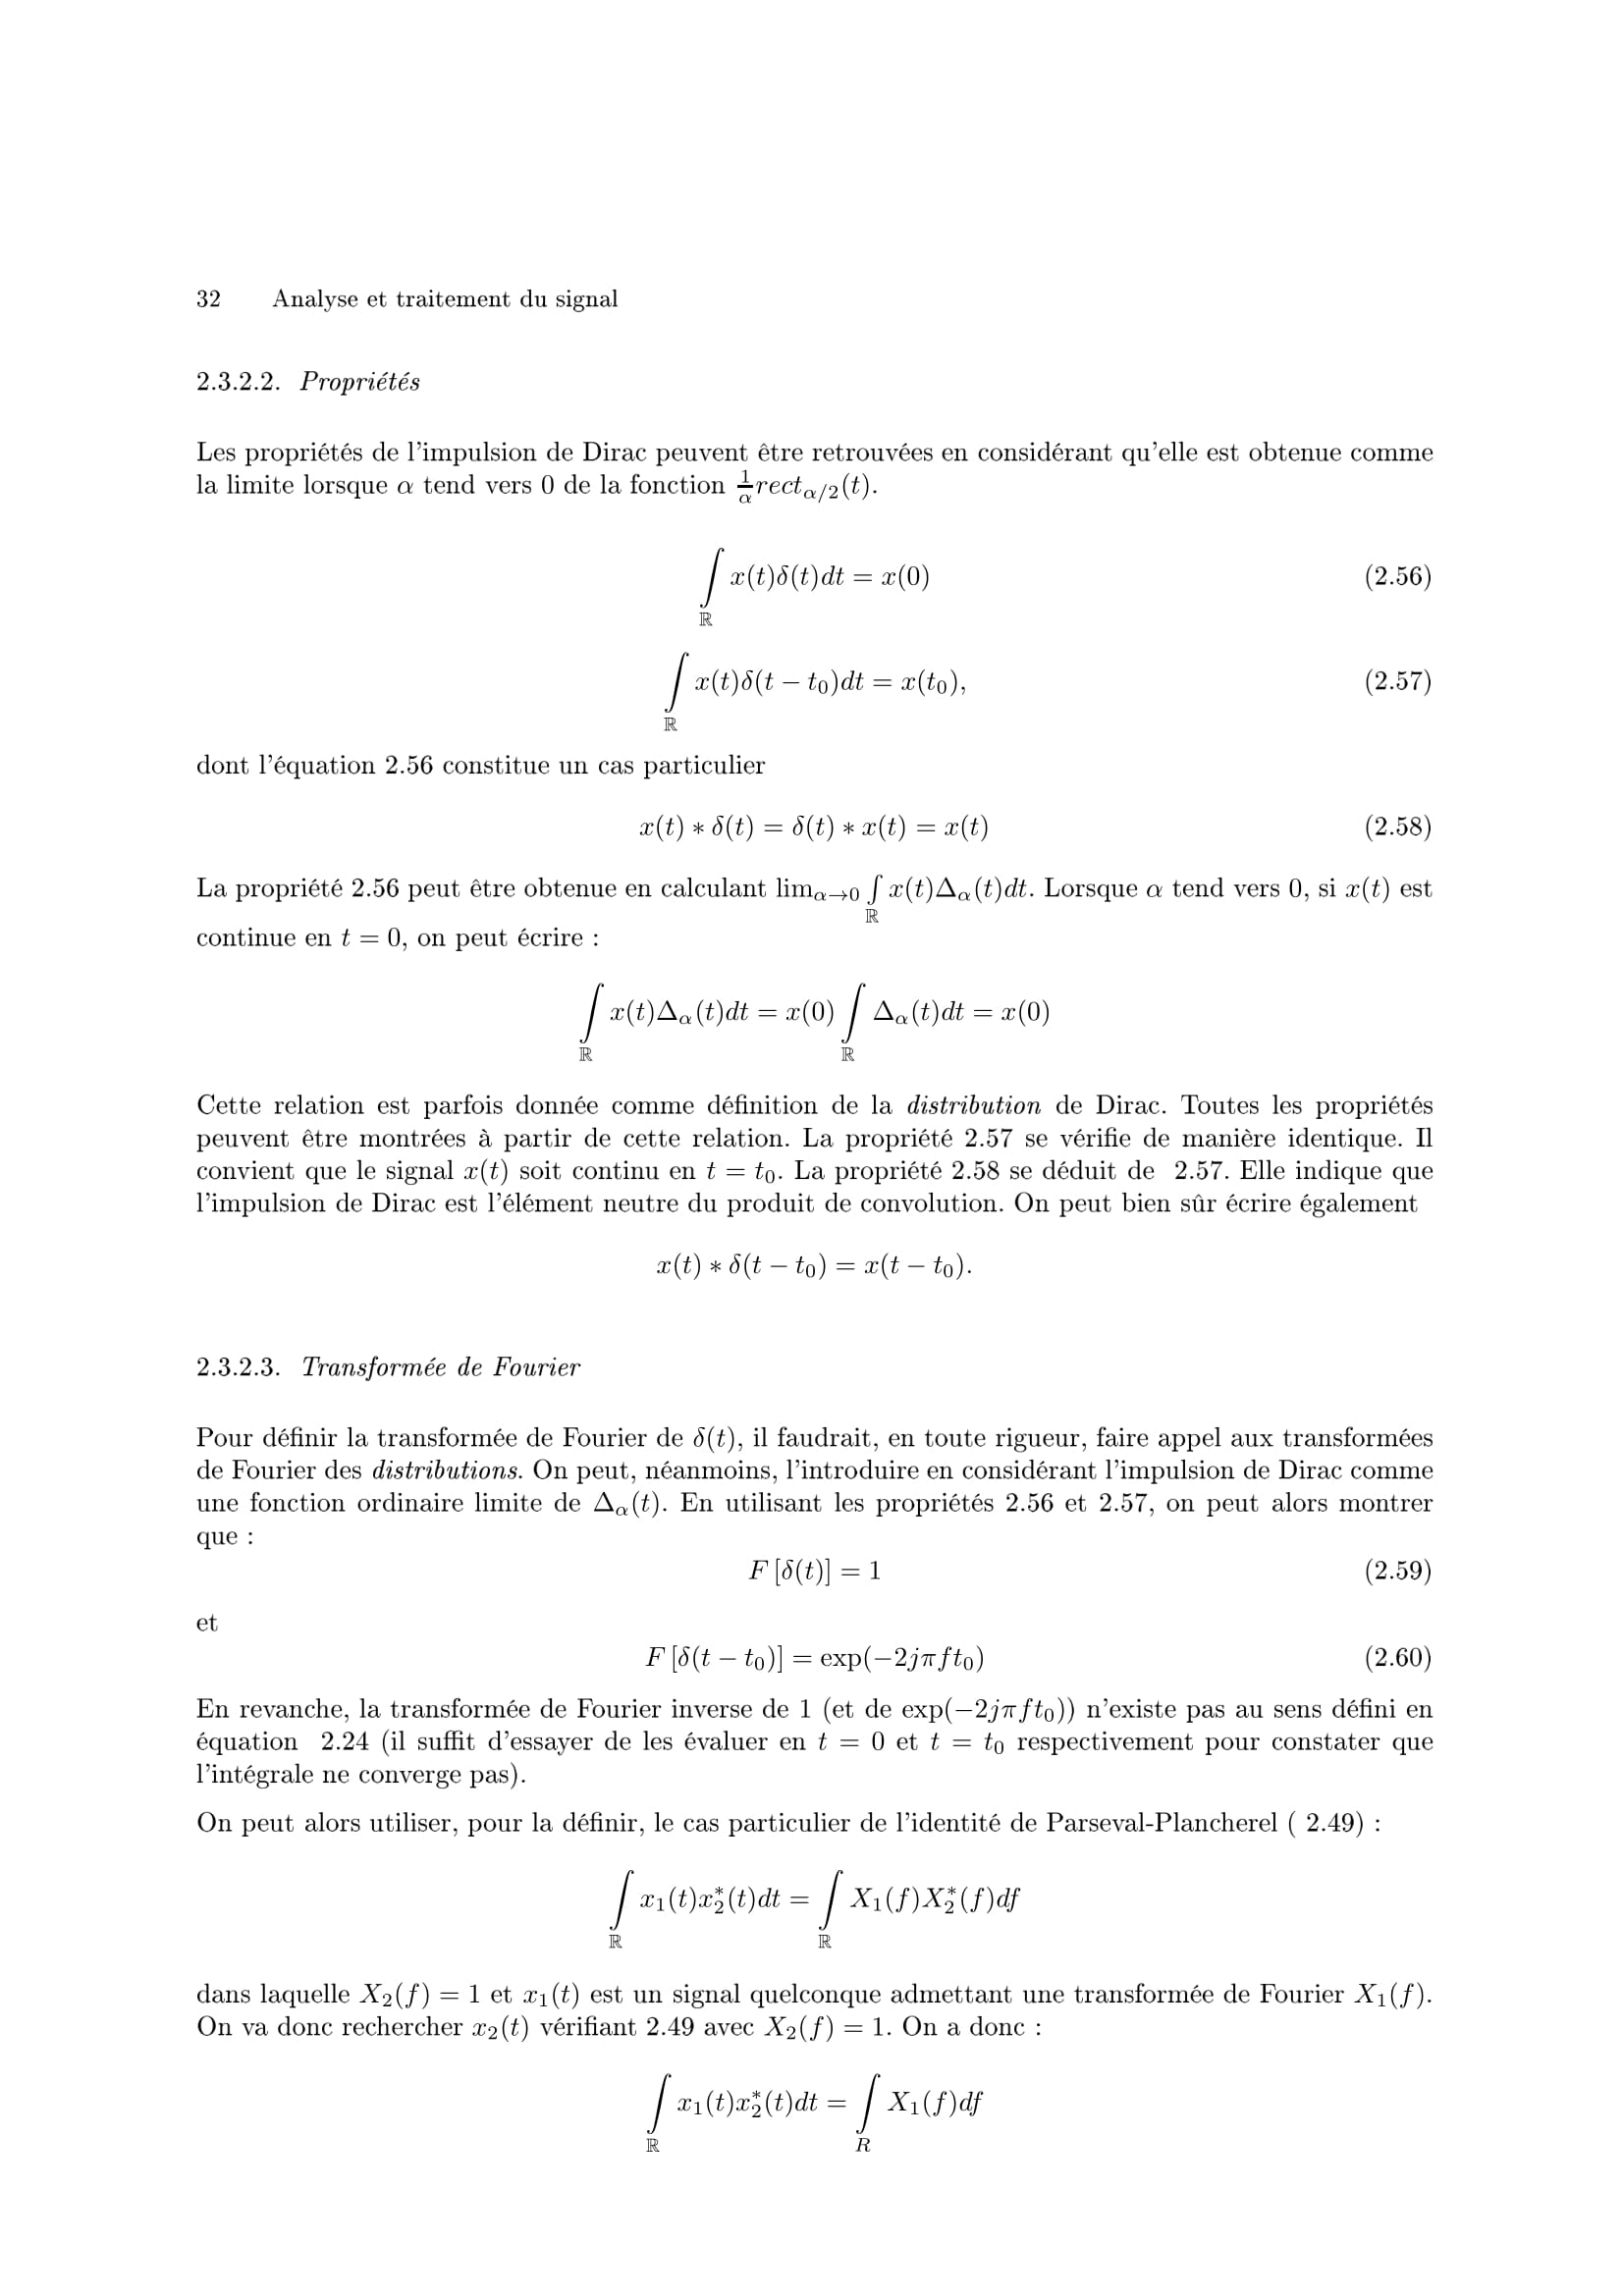 32 Analyse et traitement du signal
2.3.2.2. Propriétés
Les propriétés de l'impulsion de Dirac peuvent être retrouvées en considérant qu'elle est obtenue comme
la limite lorsque α tend vers 0 de la fonction $\frac{1}{\alpha}rect_{\alpha/2}(t)$.
$\int_{\mathbb{R}} x(t)\delta(t)dt = x(0)$ (2.56)
$\int_{\mathbb{R}} x(t)\delta(t-t_0)dt = x(t_0),$ (2.57)
dont l'équation 2.56 constitue un cas particulier
$x(t) * \delta(t) = \delta(t) * x(t) = x(t)$ (2.58)
La propriété 2.56 peut être obtenue en calculant $\lim_{\alpha \to 0} \int_{\mathbb{R}} x(t)\Delta_\alpha(t)dt$. Lorsque α tend vers 0, si $x(t)$ est
continue en $t = 0$, on peut écrire :
$\int_{\mathbb{R}} x(t)\Delta_\alpha(t)dt = x(0) \int_{\mathbb{R}} \Delta_\alpha(t)dt = x(0)$
Cette relation est parfois donnée comme définition de la distribution de Dirac. Toutes les propriétés
peuvent être montrées à partir de cette relation. La propriété 2.57 se vérifie de manière identique. Il
convient que le signal $x(t)$ soit continu en $t = t_0$. La propriété 2.58 se déduit de 2.57. Elle indique que
l'impulsion de Dirac est l'élément neutre du produit de convolution. On peut bien sûr écrire également
$x(t) * \delta(t - t_0) = x(t - t_0).$
2.3.2.3. Transformée de Fourier
Pour définir la transformée de Fourier de $\delta(t)$, il faudrait, en toute rigueur, faire appel aux transformées
de Fourier des distributions. On peut, néanmoins, l'introduire en considérant l'impulsion de Dirac comme
une fonction ordinaire limite de $\Delta_\alpha(t)$. En utilisant les propriétés 2.56 et 2.57, on peut alors montrer
que :
$F[\delta(t)] = 1$ (2.59)
et
$F[\delta(t - t_0)] = \exp(-2j\pi f t_0)$ (2.60)
En revanche, la transformée de Fourier inverse de 1 (et de $\exp(-2j\pi f t_0)$) n'existe pas au sens défini en
équation 2.24 (il suffit d'essayer de les évaluer en $t = 0$ et $t = t_0$ respectivement pour constater que
l'intégrale ne converge pas).
On peut alors utiliser, pour la définir, le cas particulier de l'identité de Parseval-Plancherel ( 2.49) :
$\int_{\mathbb{R}} x_1(t)x_2^*(t)dt = \int_{\mathbb{R}} X_1(f)X_2^*(f)df$
dans laquelle $X_2(f) = 1$ et $x_1(t)$ est un signal quelconque admettant une transformée de Fourier $X_1(f)$.
On va donc rechercher $x_2(t)$ vérifiant 2.49 avec $X_2(f) = 1$. On a donc :
$\int_{\mathbb{R}} x_1(t)x_2^*(t)dt = \int_{R} X_1(f)df$